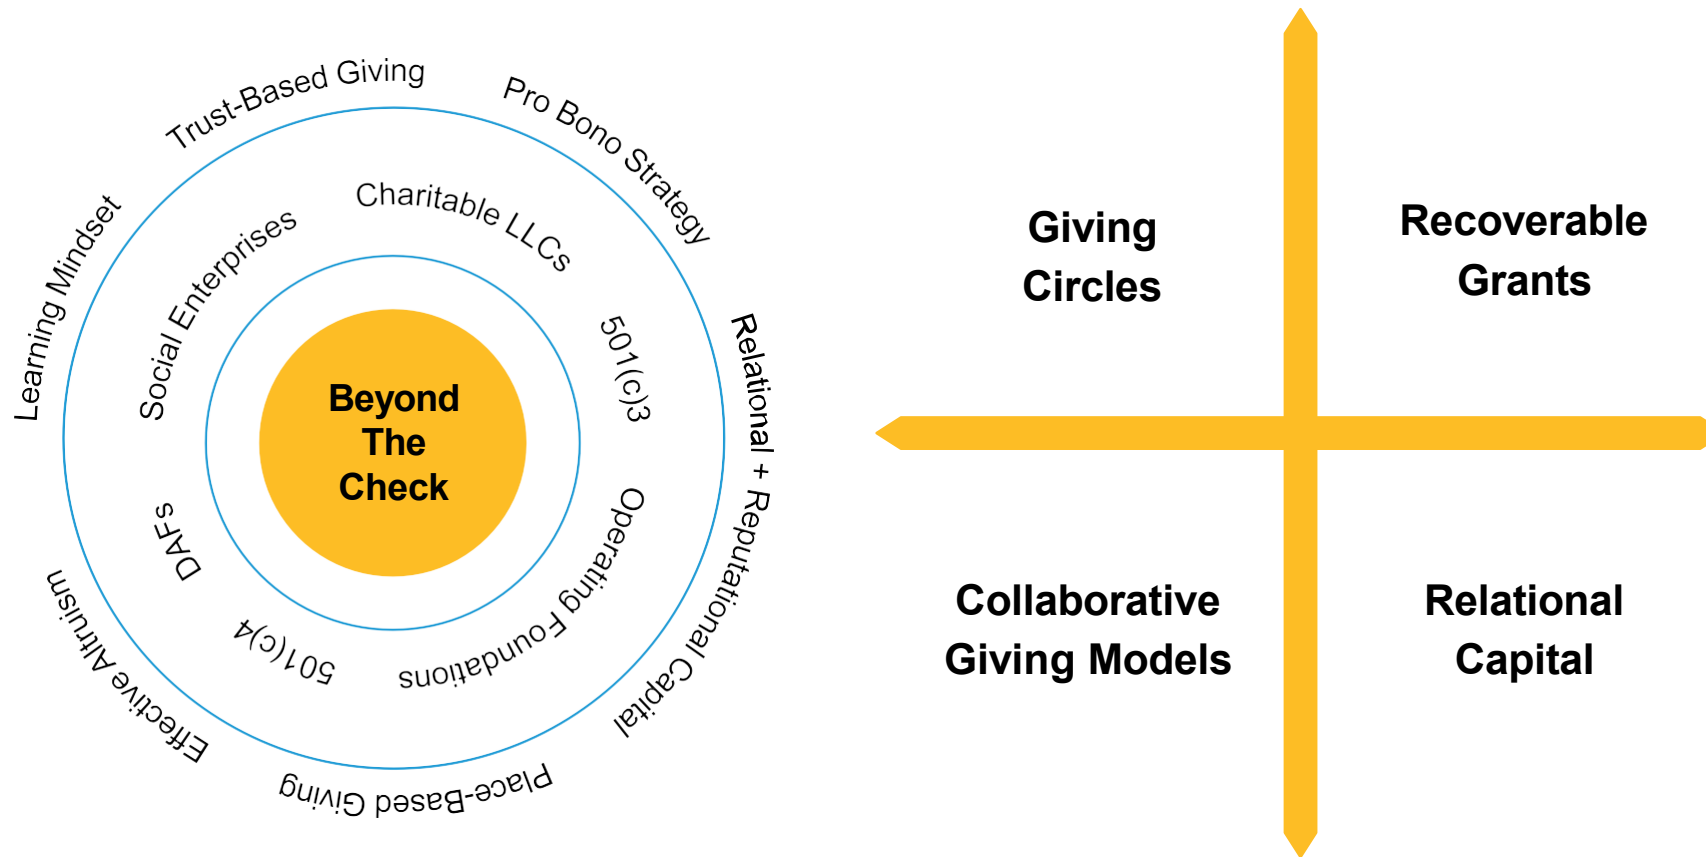 Trust-Based Giving
Pro Bono Strategy
Relational + Reputational Capital
Place-Based Giving
Effective Altruism
Learning Mindset
Charitable LLCs
501(c)3
Operating Foundations
501(c)4
DAFs
Social Enterprises
Beyond
The
Check
Giving
Circles
Recoverable
Grants
Collaborative
Giving Models
Relational
Capital